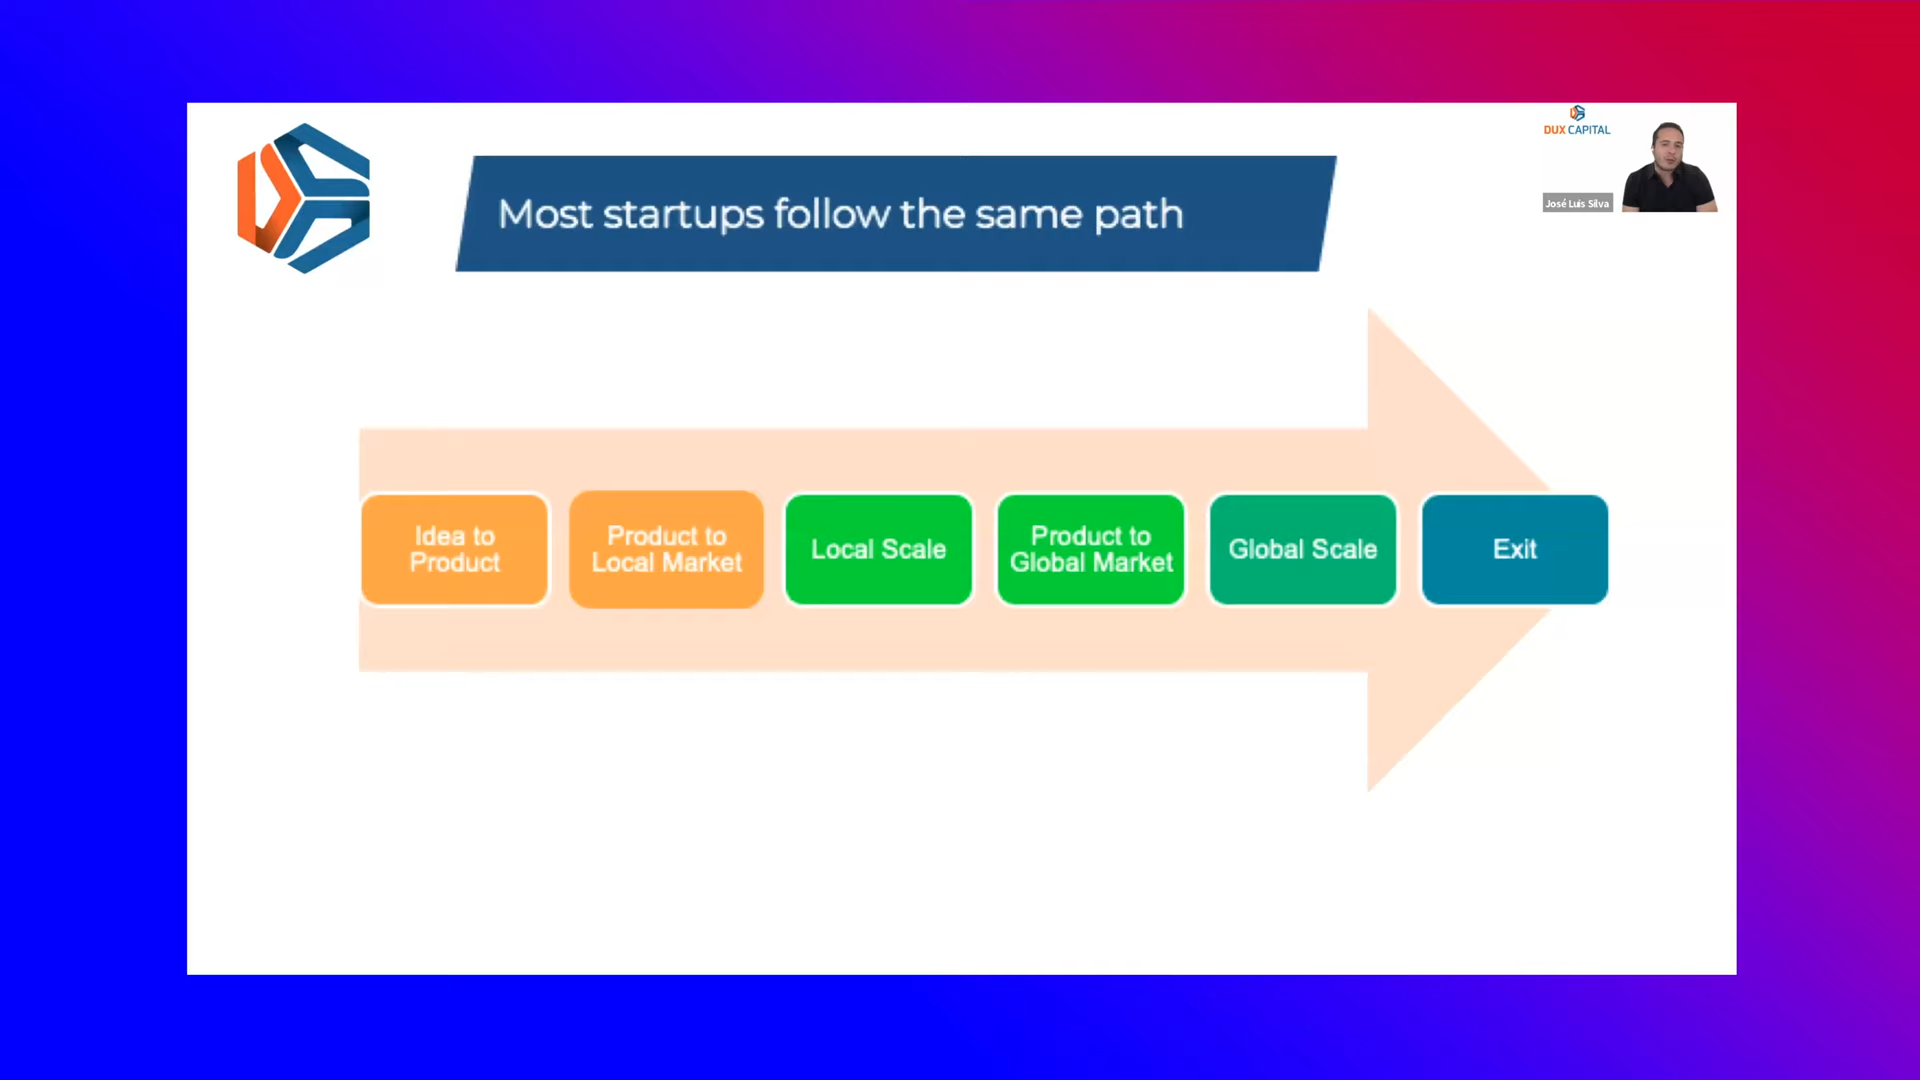 Most startups follow the same path
DUX CAPITAL
José Luis Silva
Idea to
Product
Product to
Local Market
Local Scale
Product to
Global Market
Global Scale
Exit